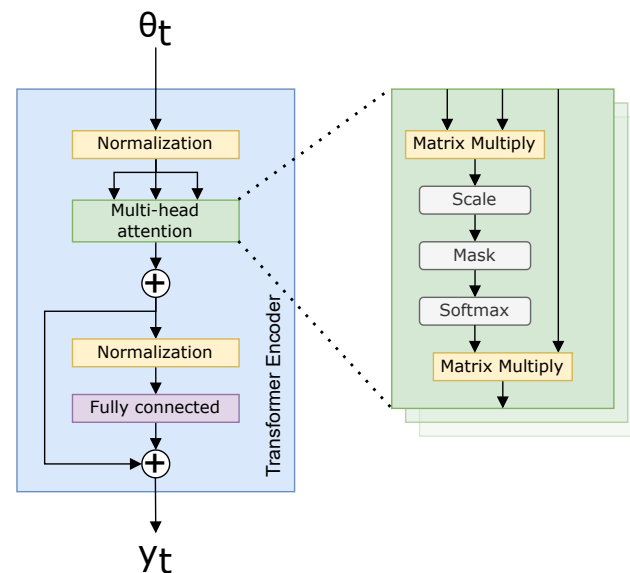 θt
Normalization
Multi-head
attention
+
Normalization
Fully connected
+
Transformer Encoder
yt
Matrix Multiply
Scale
Mask
Softmax
Matrix Multiply